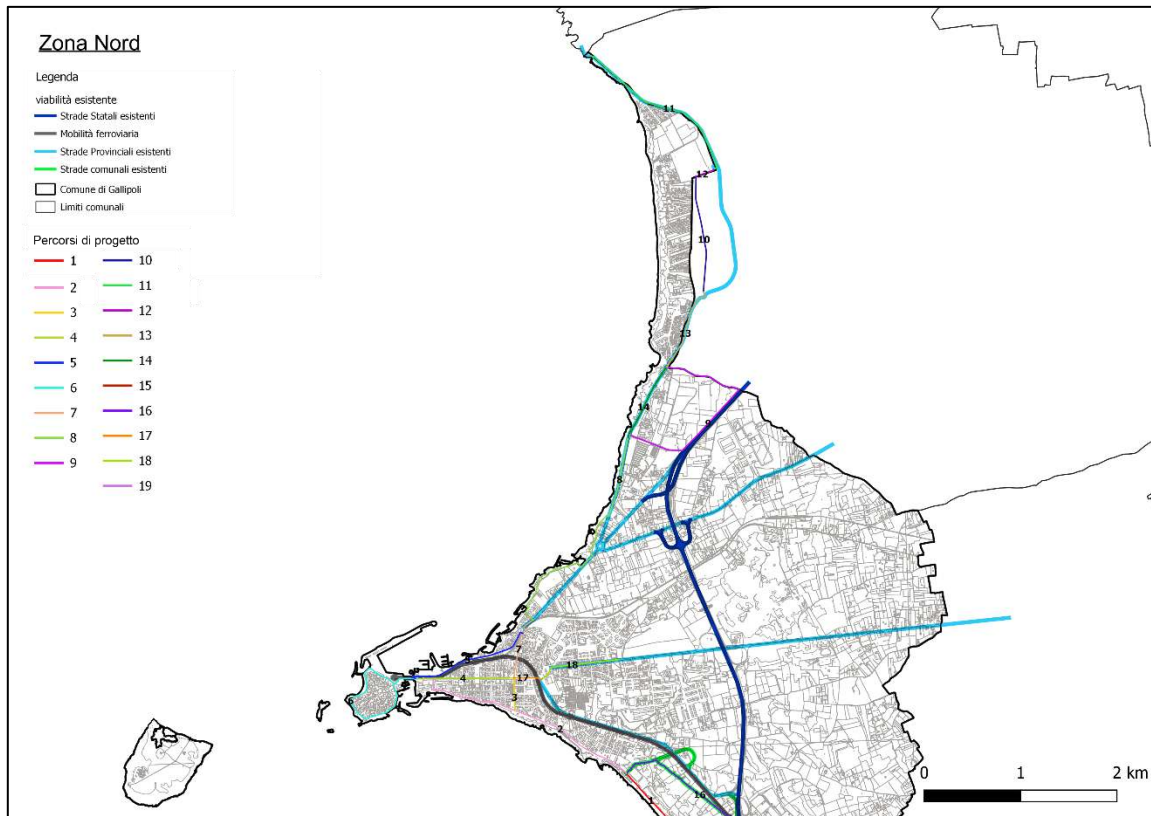 Zona Nord
Legenda
viabilità esistente
Strade Statali esistenti
Mobilità ferroviaria
Strade Provinciali esistenti
Strade comunali esistenti
Comune di Gallipoli
Limiti comunali
Percorsi di progetto
1 10
2 11
3 12
4 13
5 14
6 15
7 16
8 17
9 18
19
11
12
10
13
14
9
8
7
18
4
17
3
2
16
1
0 1 2 km